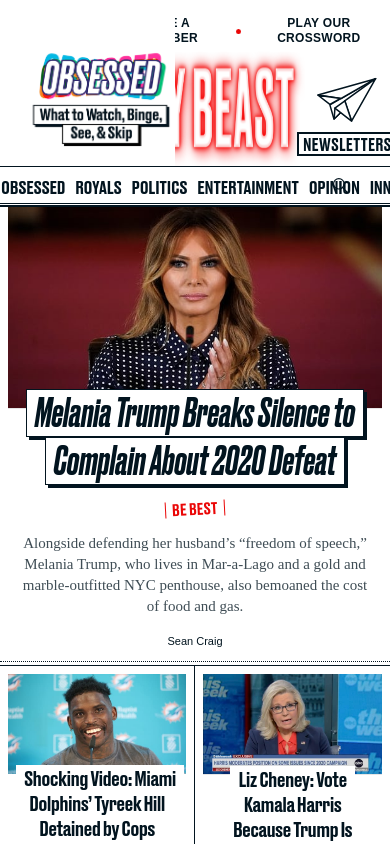 E A
BER
PLAY OUR
CROSSWORD
OBSESSED
What to Watch, Binge,
See, & Skip
Y BEAST
NEWSLETTERS
OBSESSED ROYALS POLITICS ENTERTAINMENT OPINION INN
Melania Trump Breaks Silence to
Complain About 2020 Defeat
BE BEST
Alongside defending her husband’s “freedom of speech,”
Melania Trump, who lives in Mar-a-Lago and a gold and
marble-outfitted NYC penthouse, also bemoaned the cost
of food and gas.
Sean Craig
Shocking Video: Miami
Dolphins’ Tyreek Hill
Detained by Cops
Liz Cheney: Vote
Kamala Harris
Because Trump Is